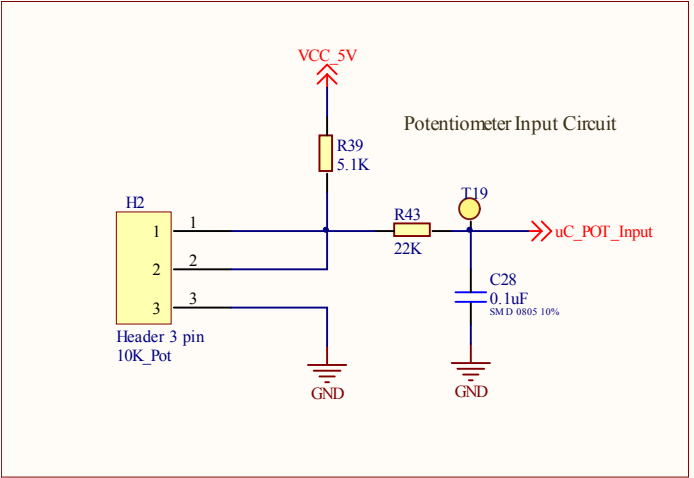 VCC_5V
Potentiometer Input Circuit
R39
5.1K
T19
H2
R43
1
1
uC_POT_Input
22K
2
2
C28
0.1uF
3
3
SMD 0805 10%
Header 3 pin
10K_Pot
GND
GND